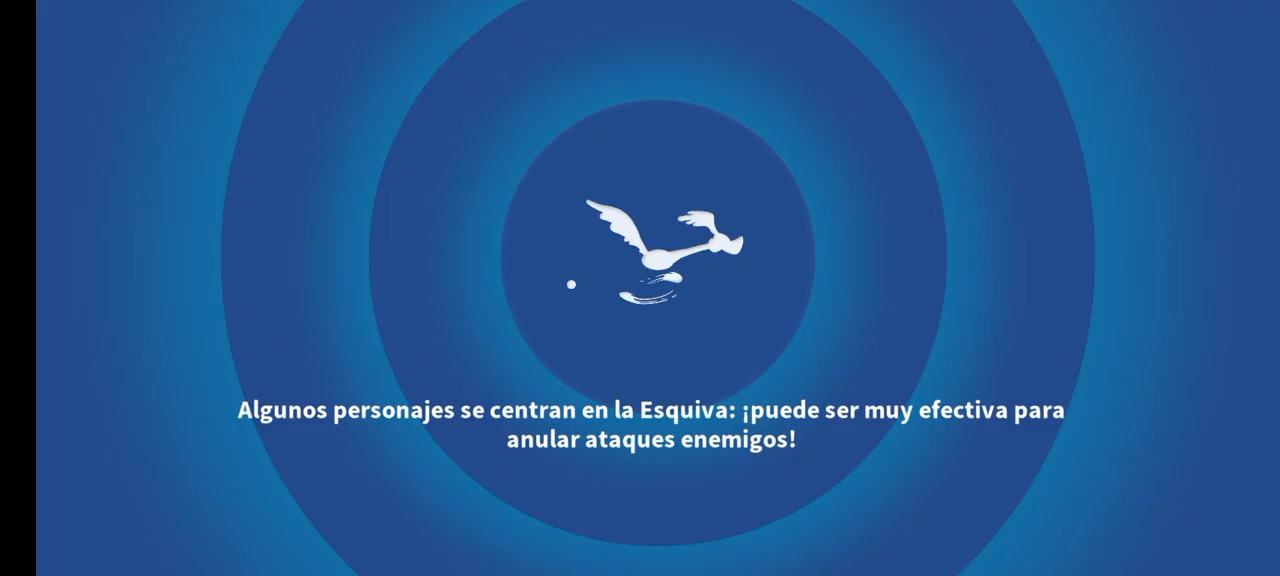 Algunos personajes se centran en la Esquiva: ¡puede ser muy efectiva para
anular ataques enemigos!